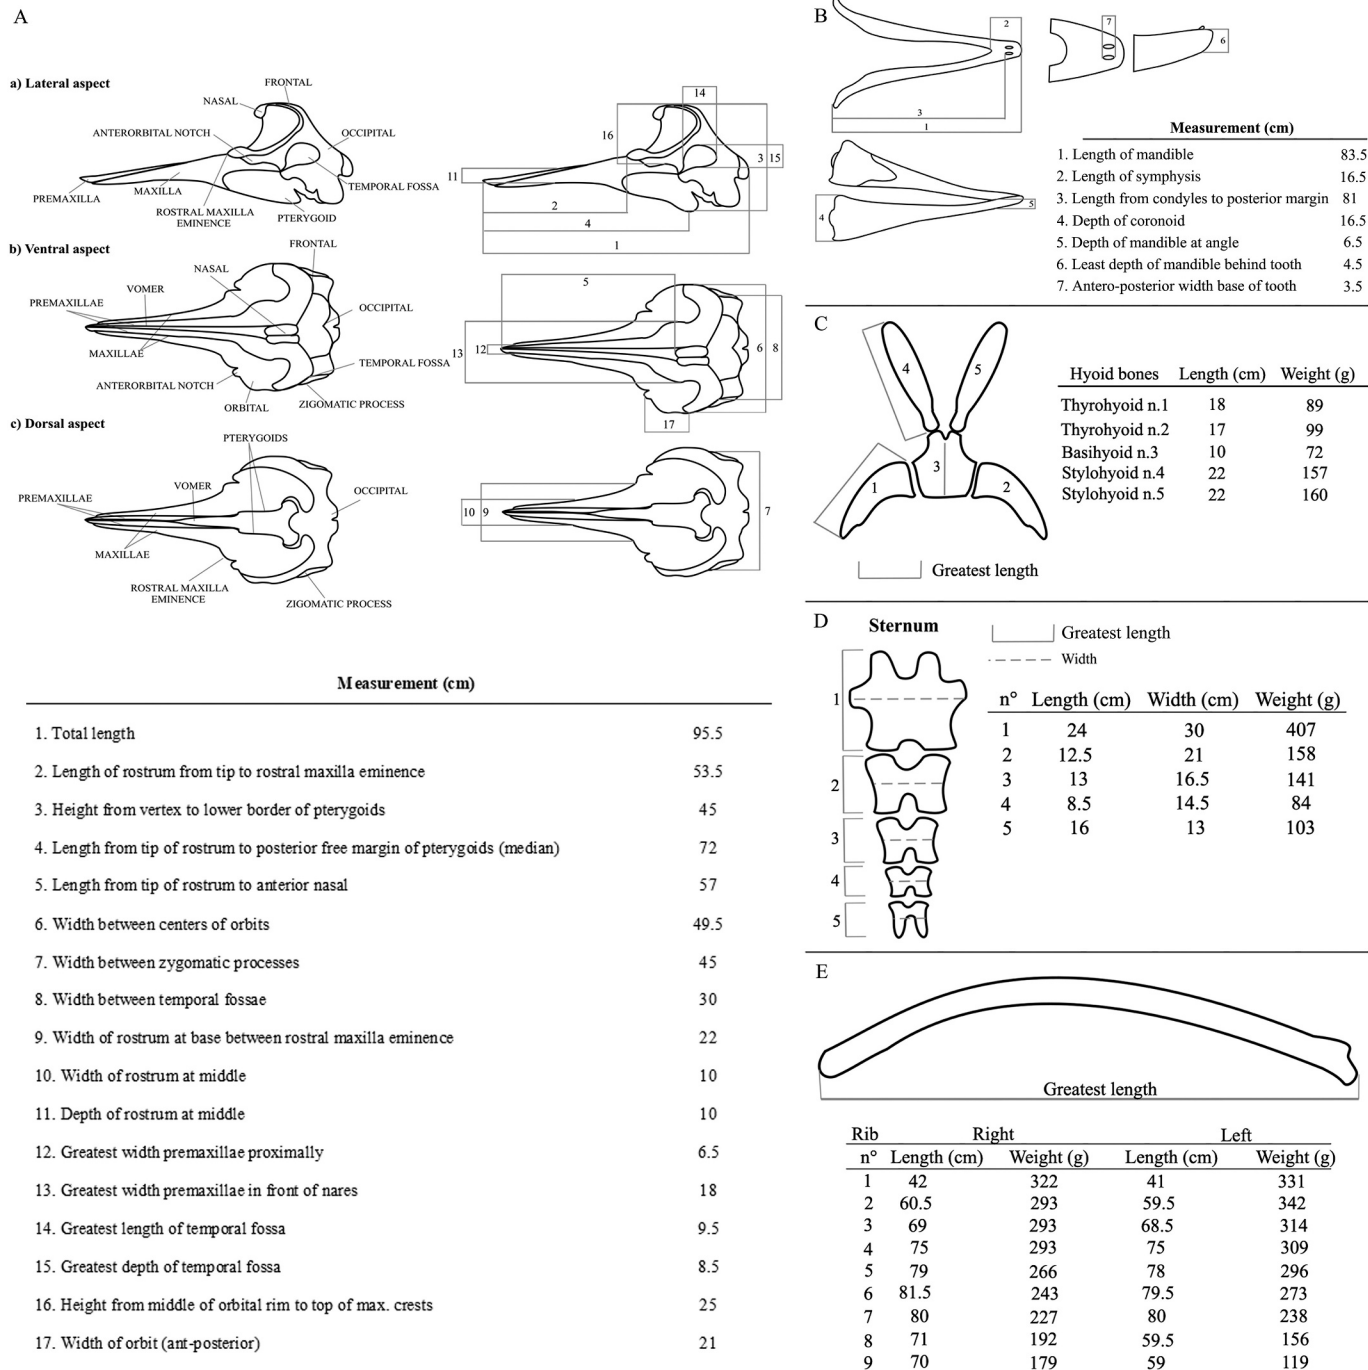 A
a) Lateral aspect
FRONTAL
NASAL
ANTERORBITAL NOTCH
OCCIPITAL
PREMAXILLA
MAXILLA
ROSTRAL MAXILLA
EMINENCE
PTERYGOID
TEMPORAL FOSSA
14
16
3
15
11
2
4
1
b) Ventral aspect
FRONTAL
NASAL
VOMER
PREMAXILLAE
OCCIPITAL
MAXILLAE
TEMPORAL FOSSA
ANTERORBITAL NOTCH
ORBITAL
ZIGOMATIC PROCESS
5
13
12
6
8
17
c) Dorsal aspect
PTERYGOIDS
VOMER
PREMAXILLAE
OCCIPITAL
MAXILLAE
ROSTRAL MAXILLA
EMINENCE
ZIGOMATIC PROCESS
10
9
7
Measurement (cm)
1. Total length 95.5
2. Length of rostrum from tip to rostral maxilla eminence 53.5
3. Height from vertex to lower border of pterygoids 45
4. Length from tip of rostrum to posterior free margin of pterygoids (median) 72
5. Length from tip of rostrum to anterior nasal 57
6. Width between centers of orbits 49.5
7. Width between zygomatic processes 45
8. Width between temporal fossae 30
9. Width of rostrum at base between rostral maxilla eminence 22
10. Width of rostrum at middle 10
11. Depth of rostrum at middle 10
12. Greatest width premaxillae proximally 6.5
13. Greatest width premaxillae in front of nares 18
14. Greatest length of temporal fossa 9.5
15. Greatest depth of temporal fossa 8.5
16. Height from middle of orbital rim to top of max. crests 25
17. Width of orbit (ant-posterior) 21
B
2
7
6
3
1
4
5
Measurement (cm)
1. Length of mandible 83.5
2. Length of symphysis 16.5
3. Length from condyles to posterior margin 81
4. Depth of coronoid 16.5
5. Depth of mandible at angle 6.5
6. Least depth of mandible behind tooth 4.5
7. Antero-posterior width base of tooth 3.5
C
4
5
3
1
2
Greatest length
Hyoid bones Length (cm) Weight (g)
Thyrohyoid n.1 18 89
Thyrohyoid n.2 17 99
Basihyoid n.3 10 72
Stylohyoid n.4 22 157
Stylohyoid n.5 22 160
D
Sternum
Greatest length
Width
1
2
3
4
5
n° Length (cm) Width (cm) Weight (g)
1 24 30 407
2 12.5 21 158
3 13 16.5 141
4 8.5 14.5 84
5 16 13 103
E
Greatest length
Rib Right Left
n° Length (cm) Weight (g) Length (cm) Weight (g)
1 42 322 41 331
2 60.5 293 59.5 342
3 69 293 68.5 314
4 75 293 75 309
5 79 266 78 296
6 81.5 243 79.5 273
7 80 227 80 238
8 71 192 59.5 156
9 70 179 59 119